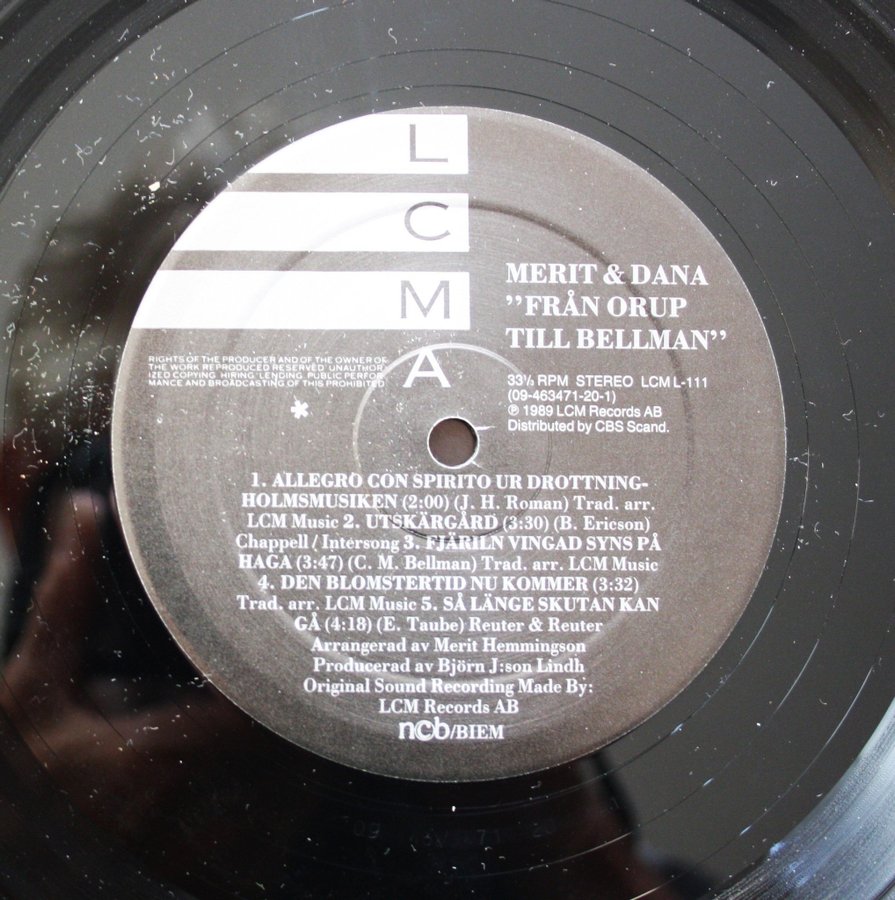 L
C
M
A
MERIT & DANA
"FRÅN ORUP
TILL BELLMAN"
RIGHTS OF THE PRODUCER AND OF THE OWNER OF
THE WORK REPRODUCED RESERVED. UNAUTHOR-
IZED COPYING, HIRING, LENDING, PUBLIC PERFOR-
MANCE AND BROADCASTING OF THIS PROHIBITED
*
33⅓ RPM STEREO LCM L-111
(09-463471-20-1)
℗ 1989 LCM Records AB
Distributed by CBS Scand.
1. ALLEGRO CON SPIRITO UR DROTTNING-
HOLMSMUSIKEN (2:00) (J. H. Roman) Trad. arr.
LCM Music 2. UTSKÄRGÅRD (3:30) (B. Ericson)
Chappell / Intersong 3. FJÄRILN VINGAD SYNS PÅ
HAGA (3:47) (C. M. Bellman) Trad. arr. LCM Music
4. DEN BLOMSTERTID NU KOMMER (3:32)
Trad. arr. LCM Music 5. SÅ LÄNGE SKUTAN KAN
GÅ (4:18) (E. Taube) Reuter & Reuter
Arrangerad av Merit Hemmingson
Producerad av Björn J:son Lindh
Original Sound Recording Made By:
LCM Records AB
ncb/BIEM